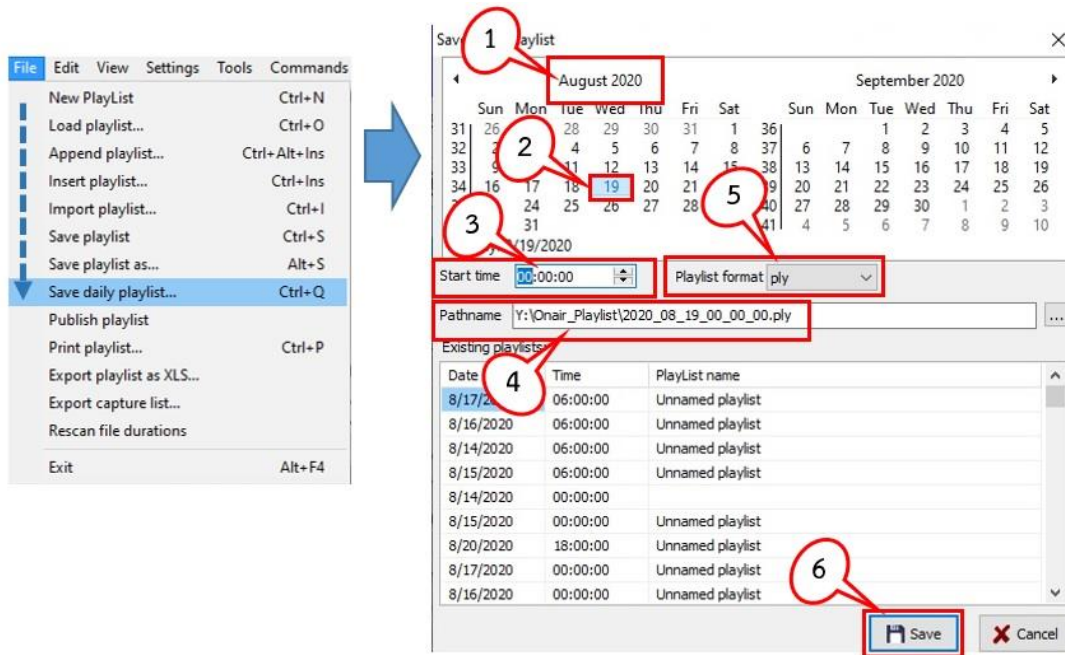 File Edit View Settings Tools Commands
New PlayList Ctrl+N
Load playlist... Ctrl+O
Append playlist... Ctrl+Alt+Ins
Insert playlist... Ctrl+Ins
Import playlist... Ctrl+I
Save playlist Ctrl+S
Save playlist as... Alt+S
Save daily playlist... Ctrl+Q
Publish playlist
Print playlist... Ctrl+P
Export playlist as XLS...
Export capture list...
Rescan file durations
Exit Alt+F4
1
August 2020 September 2020
Sun Mon Tue Wed Thu Fri Sat Sun Mon Tue Wed Thu Fri Sat
31 26 28 29 30 31 1 36 1 2 3 4 5
32 4 5 6 7 8 37 6 7 8 9 10 11 12
2
33 9 11 12 13 14 15 38 13 14 15 16 17 18 19
34 16 17 18 19 20 21 20 21 22 23 24 25 26
5
24 25 26 27 28 40 27 28 29 30 1 2 3
31 41 4 5 6 7 8 9 10
3
/19/2020
Start time 00:00:00 Playlist format ply
Pathname Y:\Onair_Playlist\2020_08_19_00_00_00.ply ...
Existing playlists
4
Date Time PlayList name
8/17/2 06:00:00 Unnamed playlist
8/16/2020 06:00:00 Unnamed playlist
8/14/2020 06:00:00 Unnamed playlist
8/15/2020 06:00:00 Unnamed playlist
8/14/2020 00:00:00
8/15/2020 00:00:00 Unnamed playlist
8/20/2020 18:00:00 Unnamed playlist
8/17/2020 00:00:00 Unnamed playlist
8/16/2020 00:00:00 Unnamed playlist
6
Save Cancel